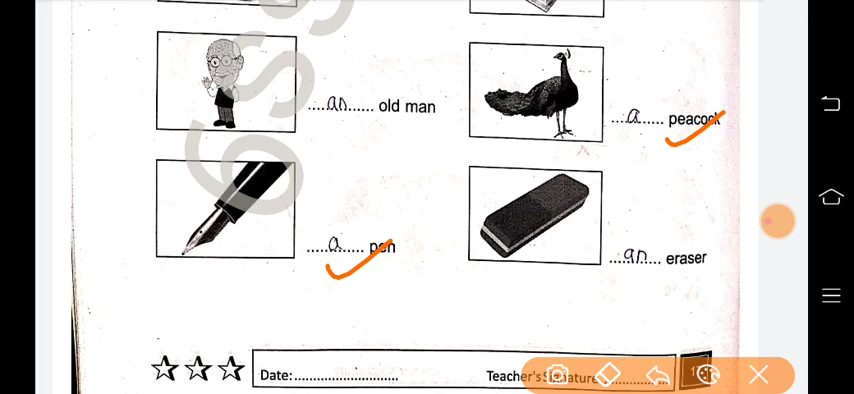 ....an...... old man
....a...... peacock
.....a...... pen
...an.... eraser
Date:............................ Teacher's Signature..................